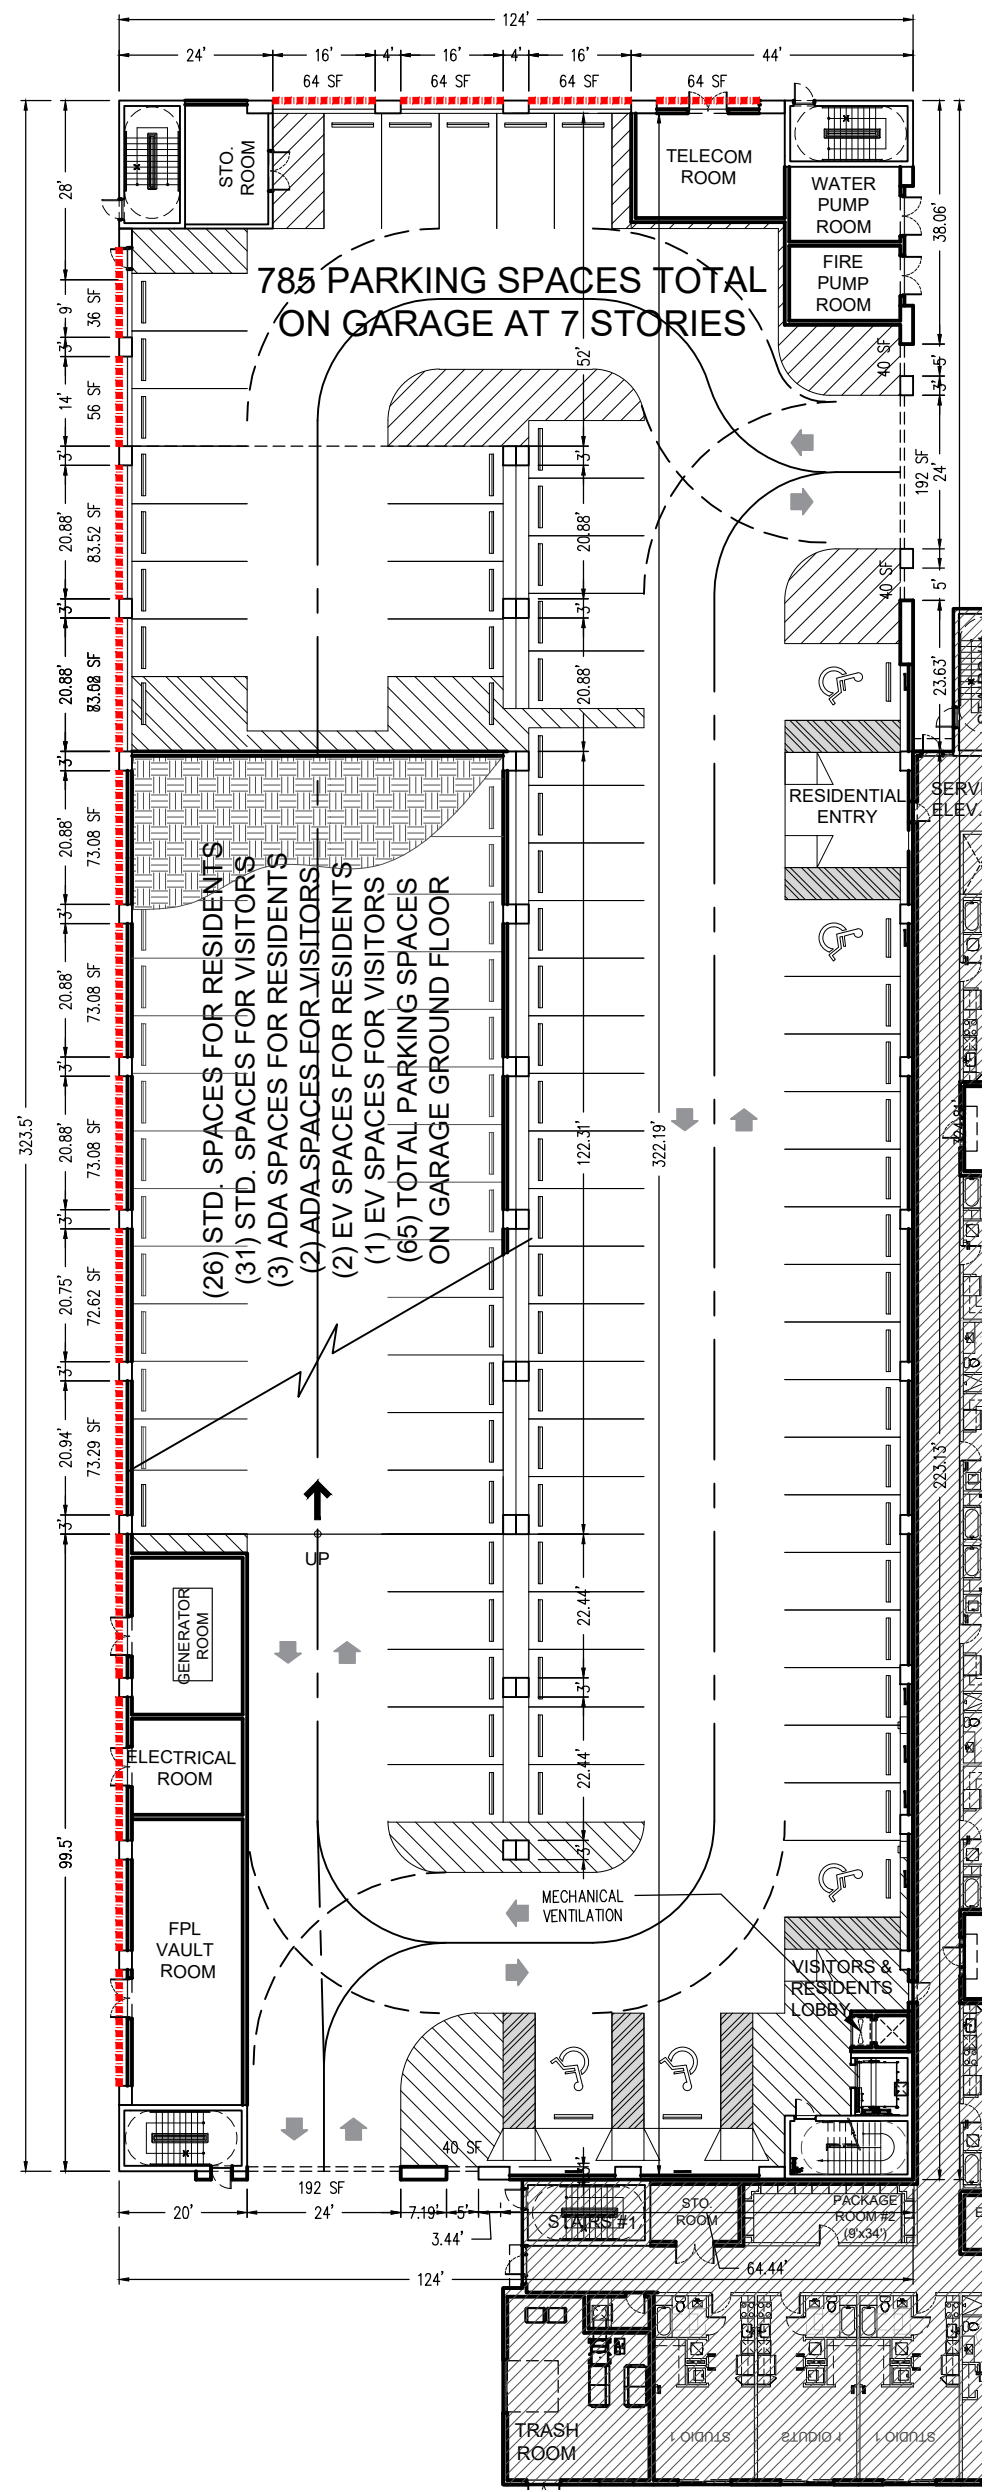 124'
24'
16'
4'
16'
4'
16'
44'
64 SF
64 SF
64 SF
64 SF
STO.
ROOM
TELECOM
ROOM
WATER
PUMP
ROOM
FIRE
PUMP
ROOM
28'
38.06'
785 PARKING SPACES TOTAL
ON GARAGE AT 7 STORIES
9'
36 SF
3'
14'
56 SF
3'
20.88'
83.52 SF
3'
20.88'
3'
20.88'
73.08 SF
3'
20.88'
73.08 SF
3'
20.88'
73.08 SF
3'
20.75'
72.62 SF
3'
20.94'
73.29 SF
3'
99.5'
323.5'
52'
3'
20.88'
3'
20.88'
122.31'
322.19'
22.44'
3'
22.44'
3'
40 SF
5'
3'
192 SF
24'
40 SF
5'
23.63'
223.13'
RESIDENTIAL
ENTRY
(26) STD. SPACES FOR RESIDENTS
(31) STD. SPACES FOR VISITORS
(3) ADA SPACES FOR RESIDENTS
(2) ADA SPACES FOR VISITORS
(2) EV SPACES FOR RESIDENTS
(1) EV SPACES FOR VISITORS
(65) TOTAL PARKING SPACES
ON GARAGE GROUND FLOOR
UP
GENERATOR
ROOM
ELECTRICAL
ROOM
FPL
VAULT
ROOM
MECHANICAL
VENTILATION
VISITORS &
RESIDENTS
LOBBY
40 SF
192 SF
20'
24'
7.19'
5'
3.44'
124'
64.44'
STAIRS #1
STO.
ROOM
PACKAGE
ROOM #2
(9'x34')
TRASH
ROOM
STUDIO 1
STUDIO 1
STUDIO 1